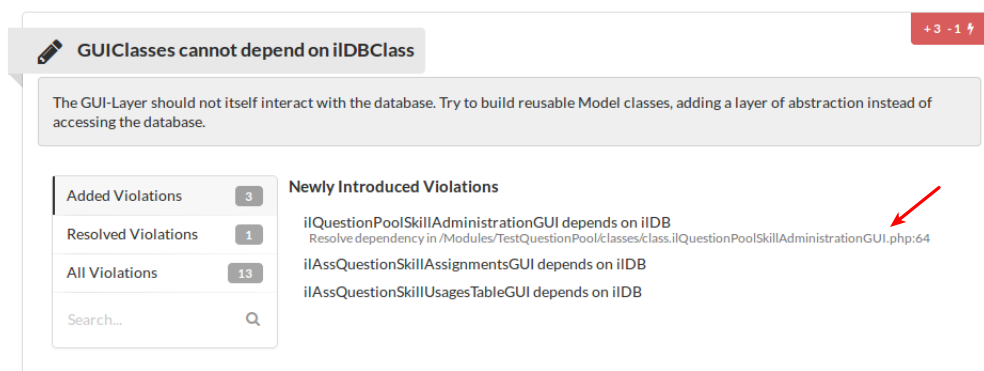 +3 -1
GUIClasses cannot depend on ilDBClass
The GUI-Layer should not itself interact with the database. Try to build reusable Model classes, adding a layer of abstraction instead of
accessing the database.
Added Violations 3
Resolved Violations 1
All Violations 13
Search...
Newly Introduced Violations
ilQuestionPoolSkillAdministrationGUI depends on ilDB
Resolve dependency in /Modules/TestQuestionPool/classes/class.ilQuestionPoolSkillAdministrationGUI.php:64
ilAssQuestionSkillAssignmentsGUI depends on ilDB
ilAssQuestionSkillUsagesTableGUI depends on ilDB